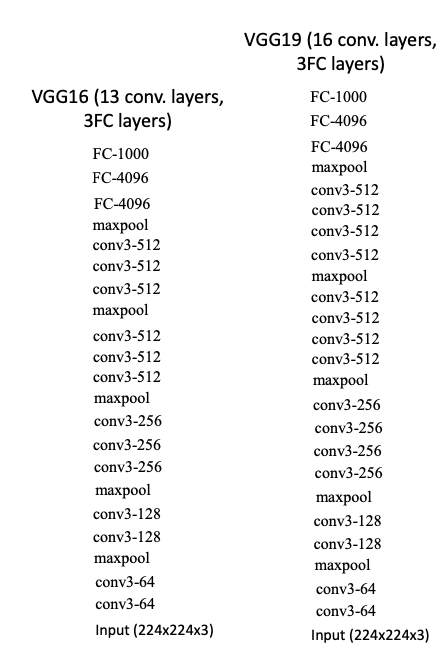 VGG16 (13 conv. layers,
3FC layers)
FC-1000
FC-4096
FC-4096
maxpool
conv3-512
conv3-512
conv3-512
maxpool
conv3-512
conv3-512
conv3-512
maxpool
conv3-256
conv3-256
conv3-256
maxpool
conv3-128
conv3-128
maxpool
conv3-64
conv3-64
Input (224x224x3)
VGG19 (16 conv. layers,
3FC layers)
FC-1000
FC-4096
FC-4096
maxpool
conv3-512
conv3-512
conv3-512
conv3-512
maxpool
conv3-512
conv3-512
conv3-512
conv3-512
maxpool
conv3-256
conv3-256
conv3-256
conv3-256
maxpool
conv3-128
conv3-128
maxpool
conv3-64
conv3-64
Input (224x224x3)